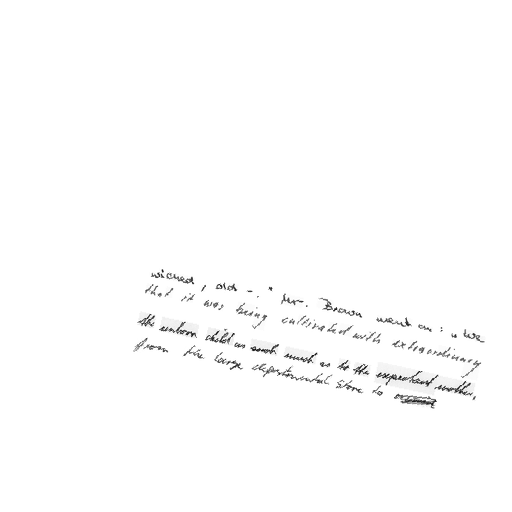 wicked, old - . " Mr. Brown went on : " We
that it was being cultivated with extraordinary
the unborn child as much as to the expectant mother,
from the large departmental store to